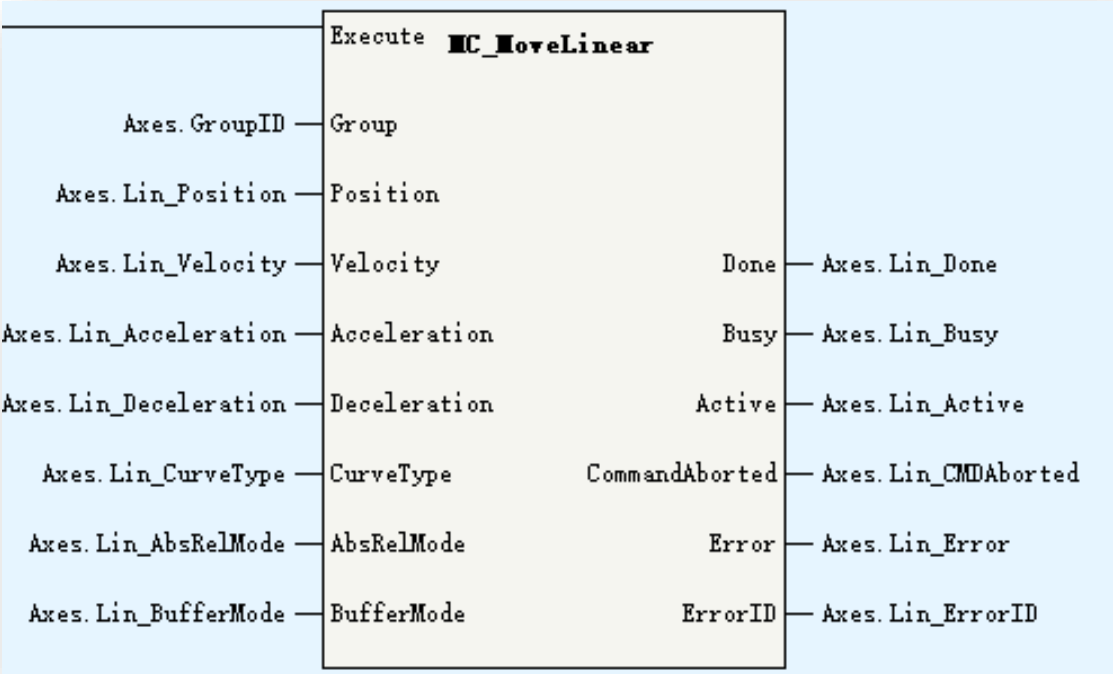 Execute MC_MoveLinear
Axes.GroupID Group
Axes.Lin_Position Position
Axes.Lin_Velocity Velocity Done Axes.Lin_Done
Axes.Lin_Acceleration Acceleration Busy Axes.Lin_Busy
Axes.Lin_Deceleration Deceleration Active Axes.Lin_Active
Axes.Lin_CurveType CurveType CommandAborted Axes.Lin_CMDAborted
Axes.Lin_AbsRelMode AbsRelMode Error Axes.Lin_Error
Axes.Lin_BufferMode BufferMode ErrorID Axes.Lin_ErrorID